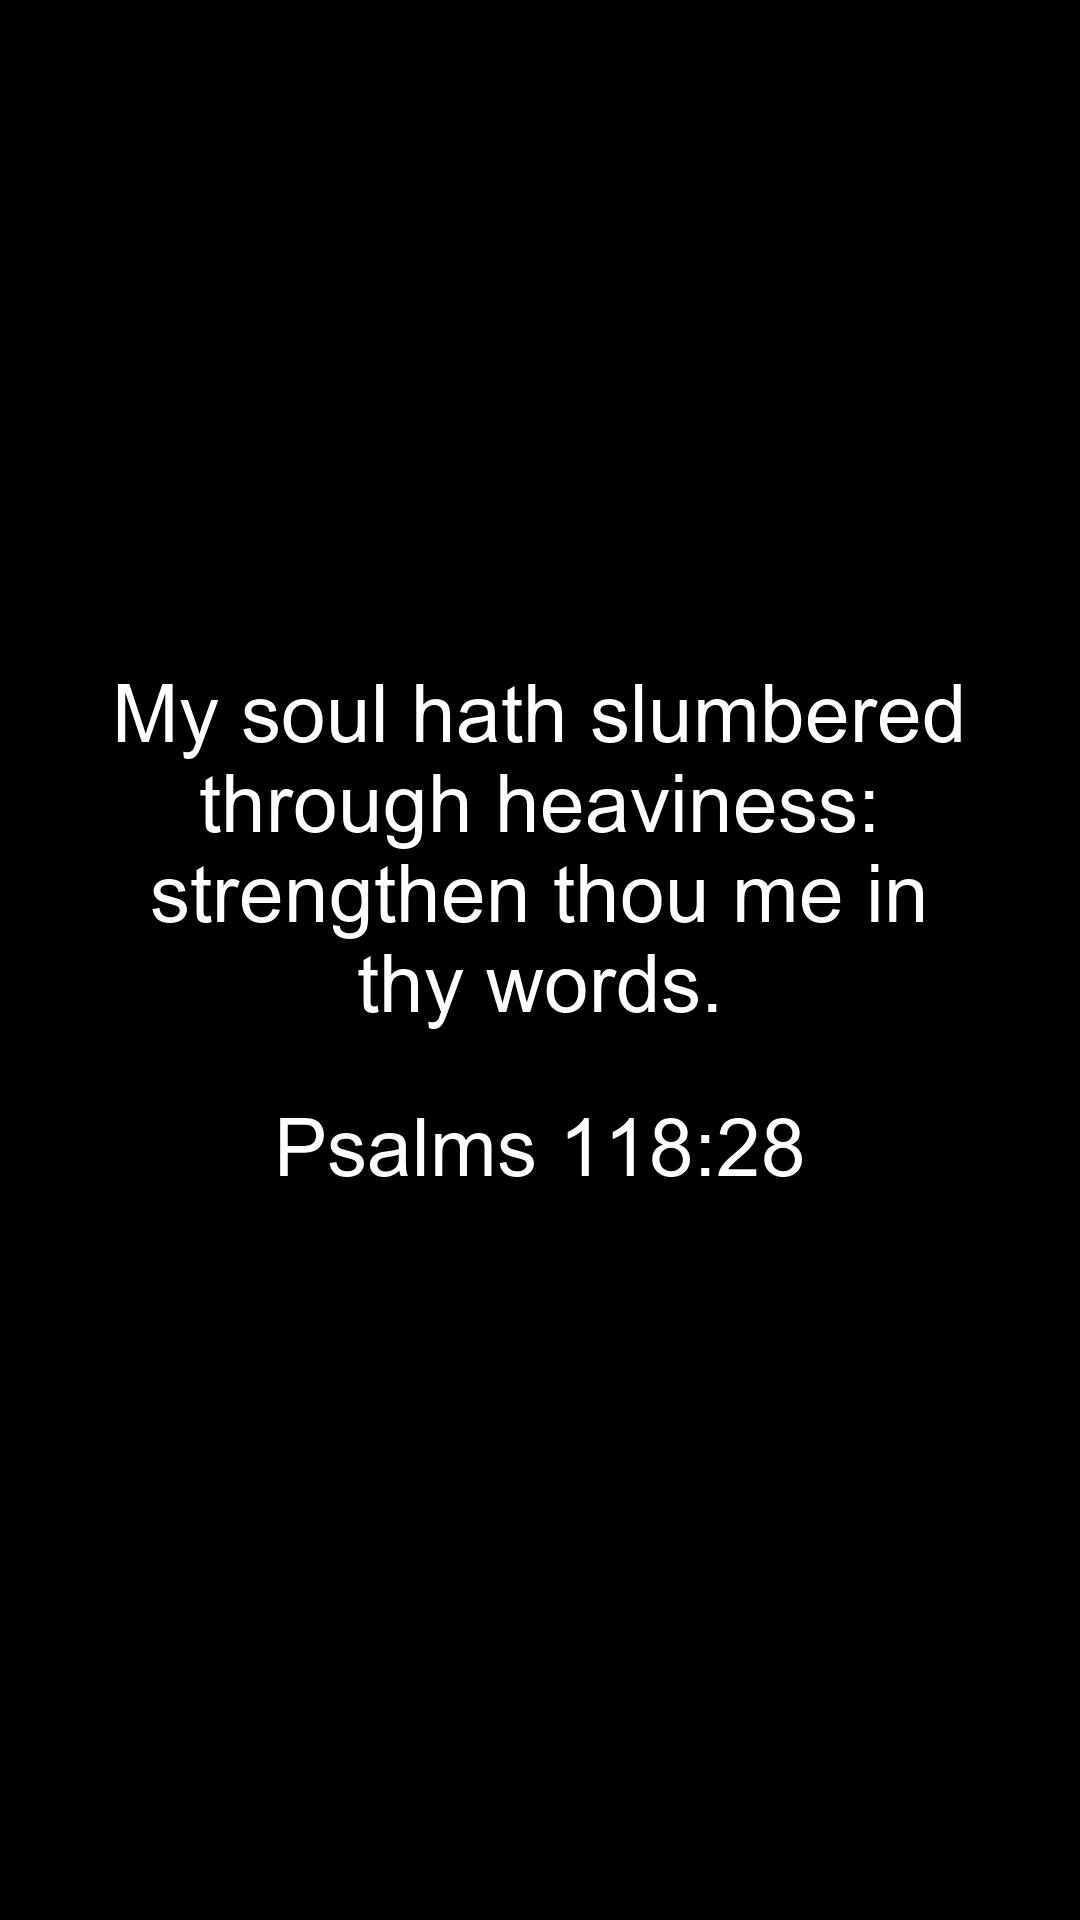 My soul hath slumbered
through heaviness:
strengthen thou me in
thy words.
Psalms 118:28